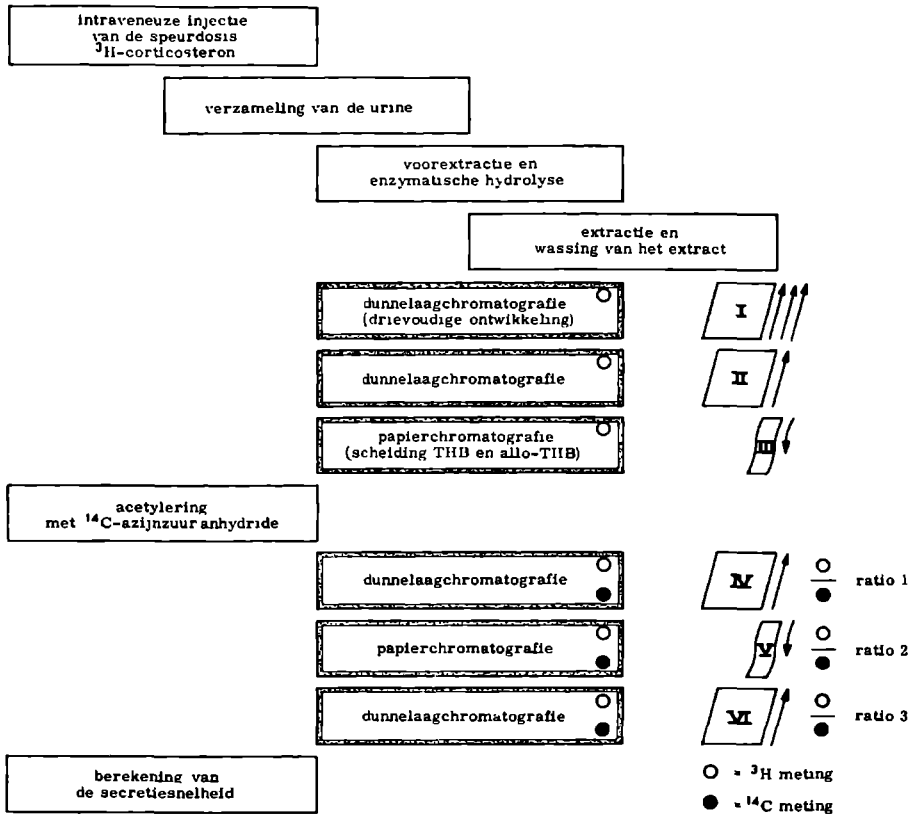 intraveneuze injectie
van de speurdosis
³H-corticosteron
verzameling van de urine
voorextractie en
enzymatische hydrolyse
extractie en
wassing van het extract
dunnelaagchromatografie
(drievoudige ontwikkeling)
I
dunnelaagchromatografie
II
papierchromatografie
(scheiding THB en allo-THB)
III
acetylering
met ¹⁴C-azijnzuuranhydride
dunnelaagchromatografie
IV
ratio 1
papierchromatografie
V
ratio 2
dunnelaagchromatografie
VI
ratio 3
berekening van
de secretiesnelheid
○ = ³H meting
● = ¹⁴C meting